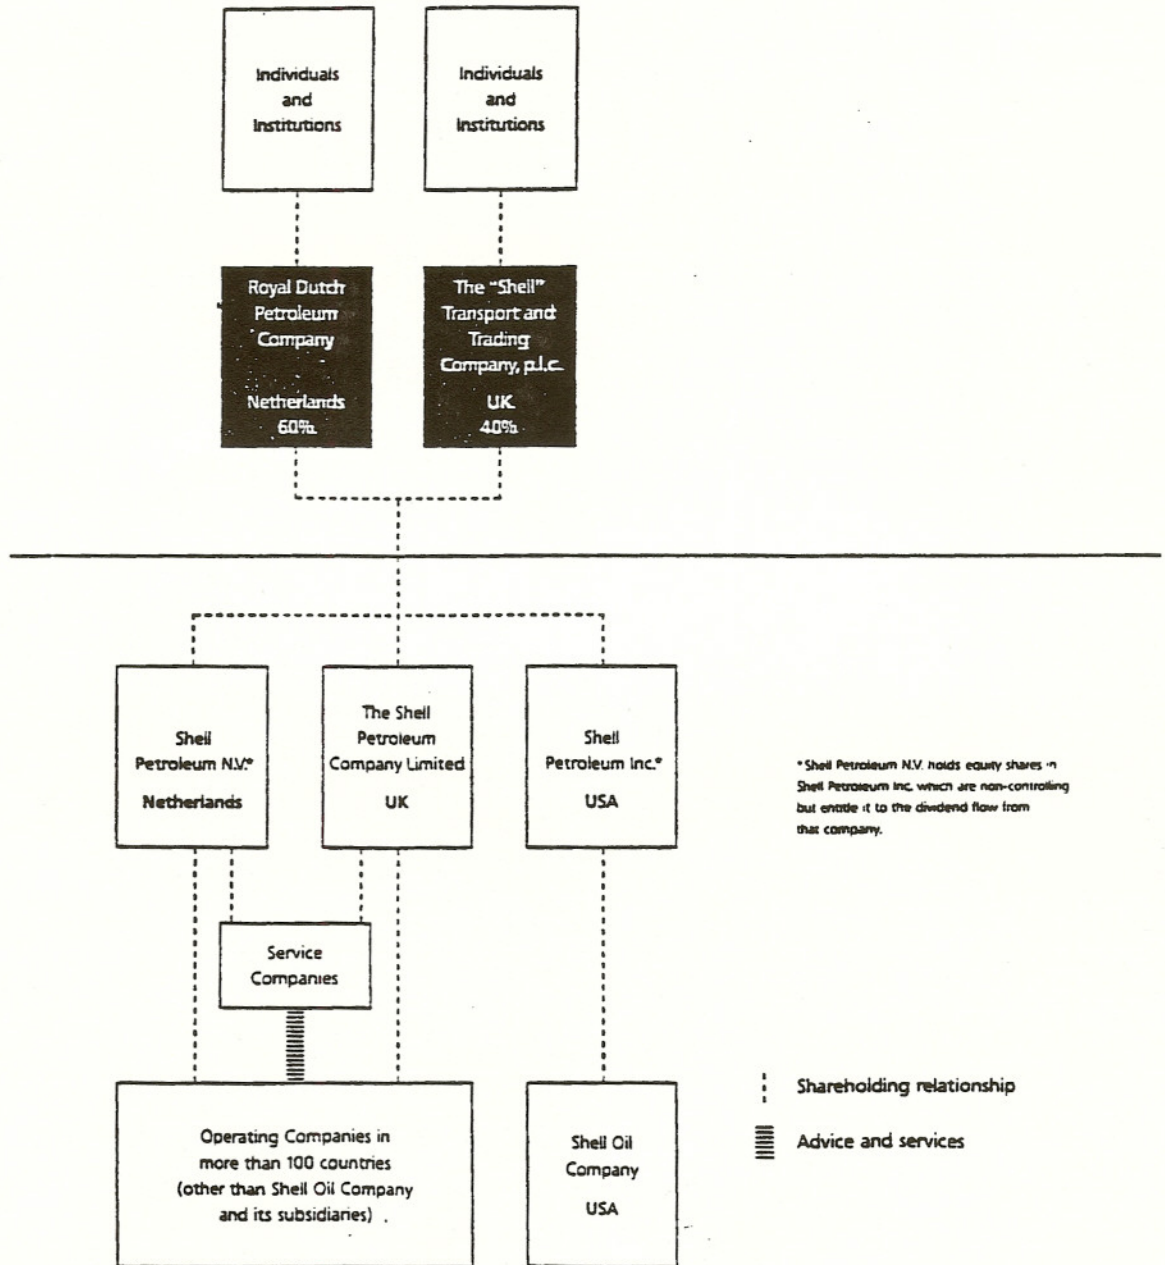 Individuals
and
Institutions
Individuals
and
Institutions
Royal Dutch
Petroleum
Company
Netherlands
60%
The "Shell"
Transport and
Trading
Company, p.l.c.
UK
40%
Shell
Petroleum N.V.*
Netherlands
The Shell
Petroleum
Company Limited
UK
Shell
Petroleum Inc.*
USA
*Shell Petroleum N.V. holds equity shares in
Shell Petroleum Inc. which are non-controlling
but entitle it to the dividend flow from
that company.
Service
Companies
Operating Companies in
more than 100 countries
(other than Shell Oil Company
and its subsidiaries)
Shell Oil
Company
USA
Shareholding relationship
Advice and services